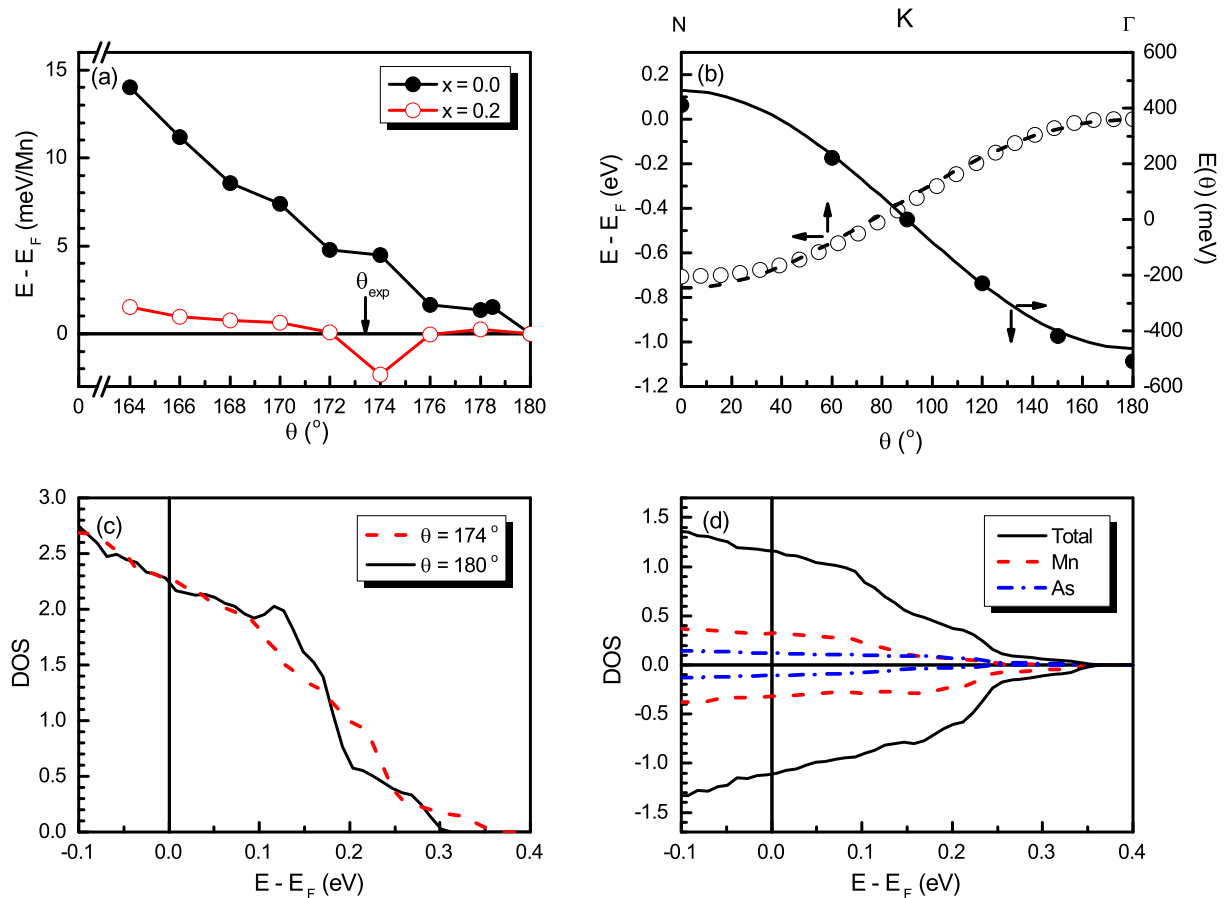 (a)
x = 0.0
x = 0.2
θexp
E - EF (meV/Mn)
15
10
5
0
0 164 166 168 170 172 174 176 178 180
θ (o)
N K Γ
(b)
E - EF (eV)
0.2
0.0
-0.2
-0.4
-0.6
-0.8
-1.0
-1.2
600
400
200
0
-200
-400
-600
E(θ) (meV)
0 20 40 60 80 100 120 140 160 180
θ (o)
(c)
θ = 174 o
θ = 180 o
DOS
3.0
2.5
2.0
1.5
1.0
0.5
0.0
-0.1 0.0 0.1 0.2 0.3 0.4
E - EF (eV)
(d)
Total
Mn
As
DOS
1.5
1.0
0.5
0.0
-0.5
-1.0
-1.5
-0.1 0.0 0.1 0.2 0.3 0.4
E - EF (eV)